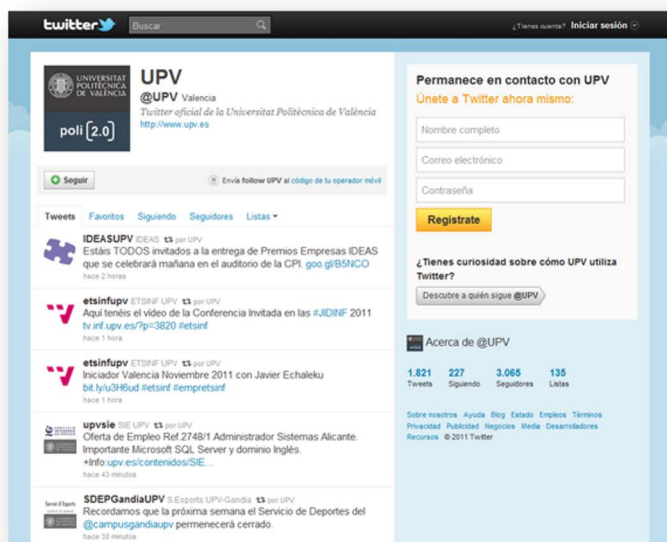 twitter
Buscar
¿Tienes cuenta? Iniciar sesión
UNIVERSITAT
POLITÈCNICA
DE VALÈNCIA
poli [2.0]
UPV
@UPV Valencia
Twitter oficial de la Universitat Politècnica de València
http://www.upv.es
Seguir
Envía follow UPV al código de tu operador móvil
Tweets Favoritos Siguiendo Seguidores Listas
IDEASUPV IDEAS por UPV
Estáis TODOS invitados a la entrega de Premios Empresas IDEAS
que se celebrará mañana en el auditorio de la CPI. goo.gl/B5NCO
hace 2 horas
etsinfupv ETSINF UPV por UPV
Aquí tenéis el vídeo de la Conferencia Invitada en las #JIDINF 2011
tv.inf.upv.es/?p=3820 #etsinf
hace 1 hora
etsinfupv ETSINF UPV por UPV
Iniciador Valencia Noviembre 2011 con Javier Echaleku
bit.ly/u3H6ud #etsinf #empretsinf
hace 1 hora
upvsie SIE UPV por UPV
Oferta de Empleo Ref.2748/1 Administrador Sistemas Alicante.
Importante Microsoft SQL Server y dominio Inglés.
+Info:upv.es/contenidos/SIE…
hace 43 minutos
Servei d'Esports
SDEPGandiaUPV S.Esports UPV-Gandia por UPV
Recordamos que la próxima semana el Servicio de Deportes del
@campusgandiaupv permenecerá cerrado.
hace 38 minutos
Permanece en contacto con UPV
Únete a Twitter ahora mismo:
Nombre completo
Correo electrónico
Contraseña
Regístrate
¿Tienes curiosidad sobre cómo UPV utiliza
Twitter?
Descubre a quién sigue @UPV
Acerca de @UPV
1.821 227 3.065 135
Tweets Siguiendo Seguidores Listas
Sobre nosotros Ayuda Blog Estado Empleos Términos
Privacidad Publicidad Negocios Media Desarrolladores
Recursos © 2011 Twitter